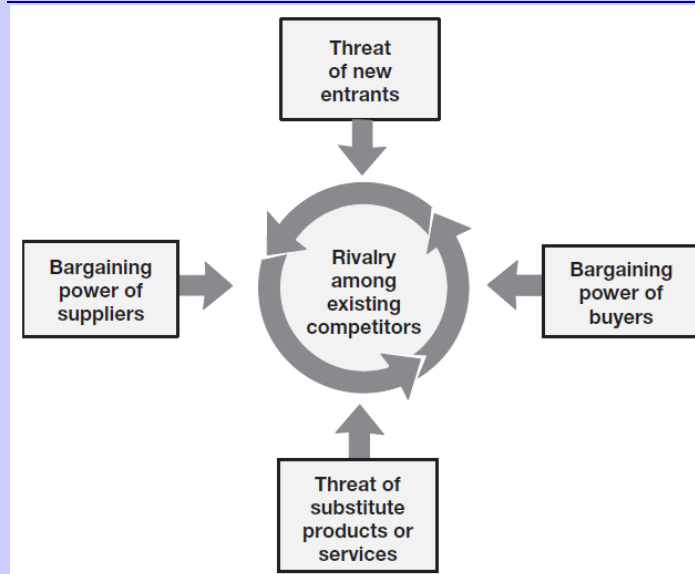 Threat
of new
entrants
Bargaining
power of
suppliers
Rivalry
among
existing
competitors
Bargaining
power of
buyers
Threat of
substitute
products or
services